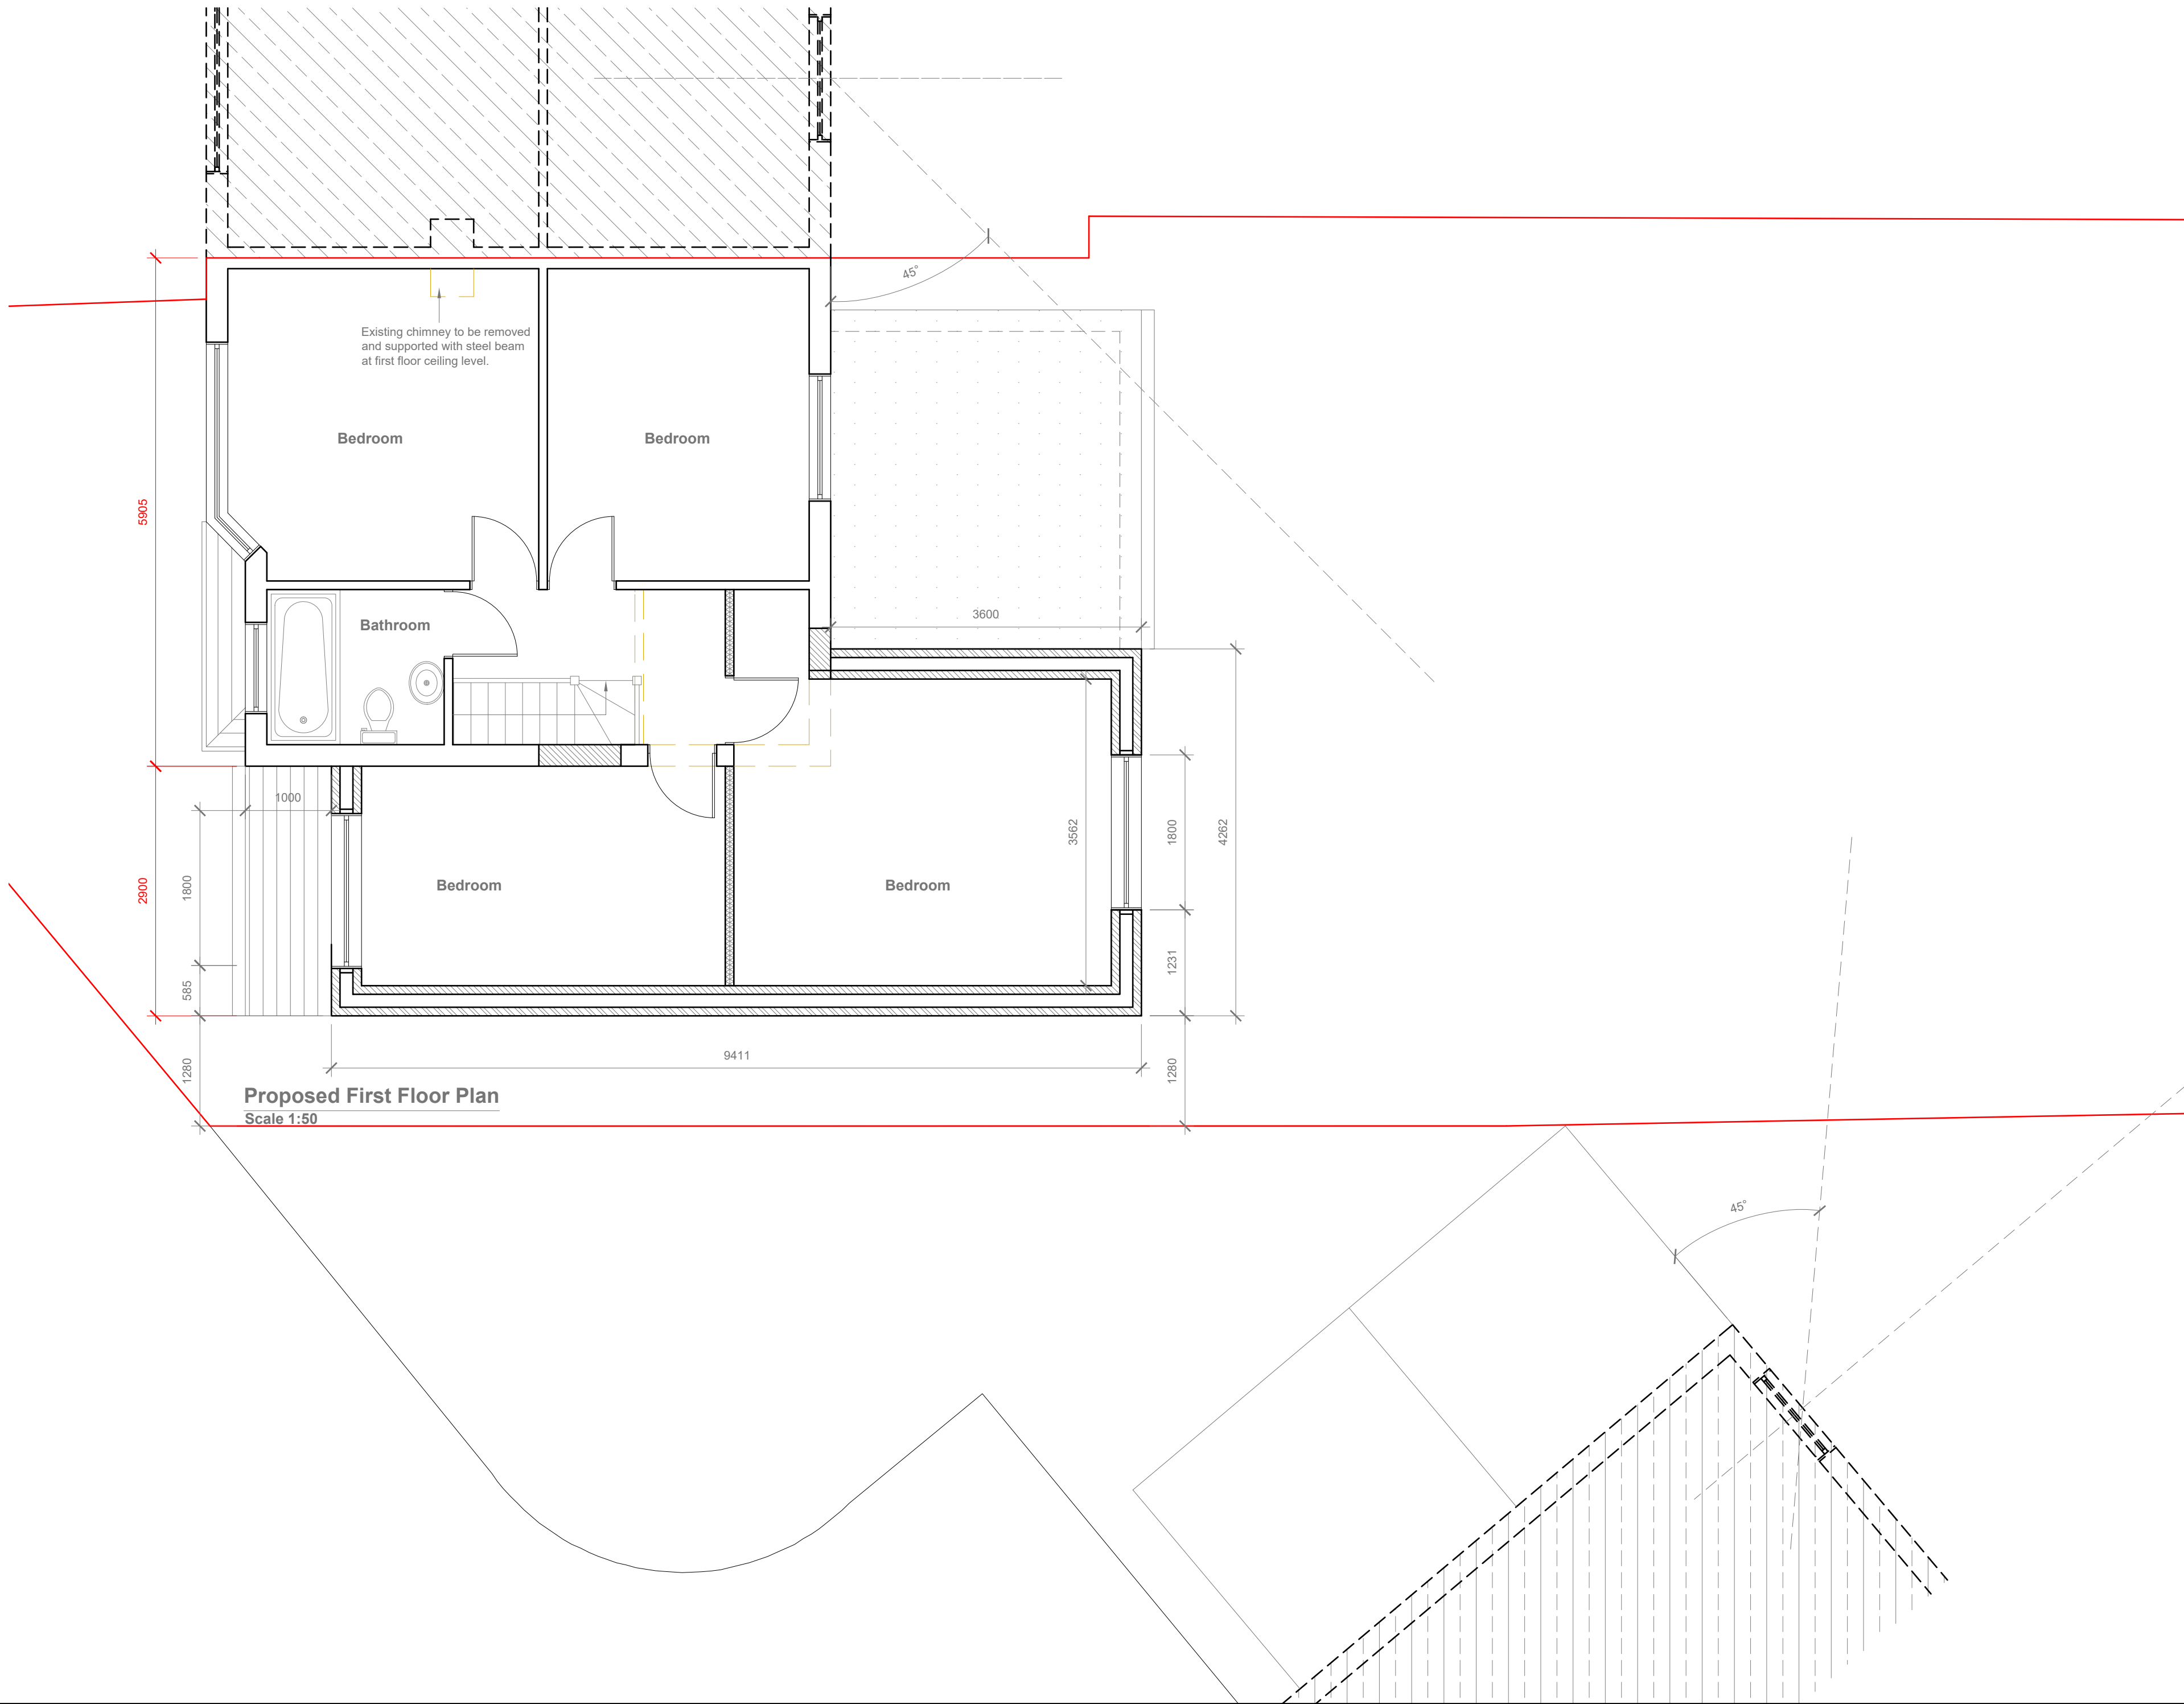 45°
Existing chimney to be removed
and supported with steel beam
at first floor ceiling level.
Bedroom
Bedroom
5905
Bathroom
3600
1000
3562
1800
4262
2900
1800
Bedroom
Bedroom
585
1231
9411
1280
1280
Proposed First Floor Plan
Scale 1:50
45°